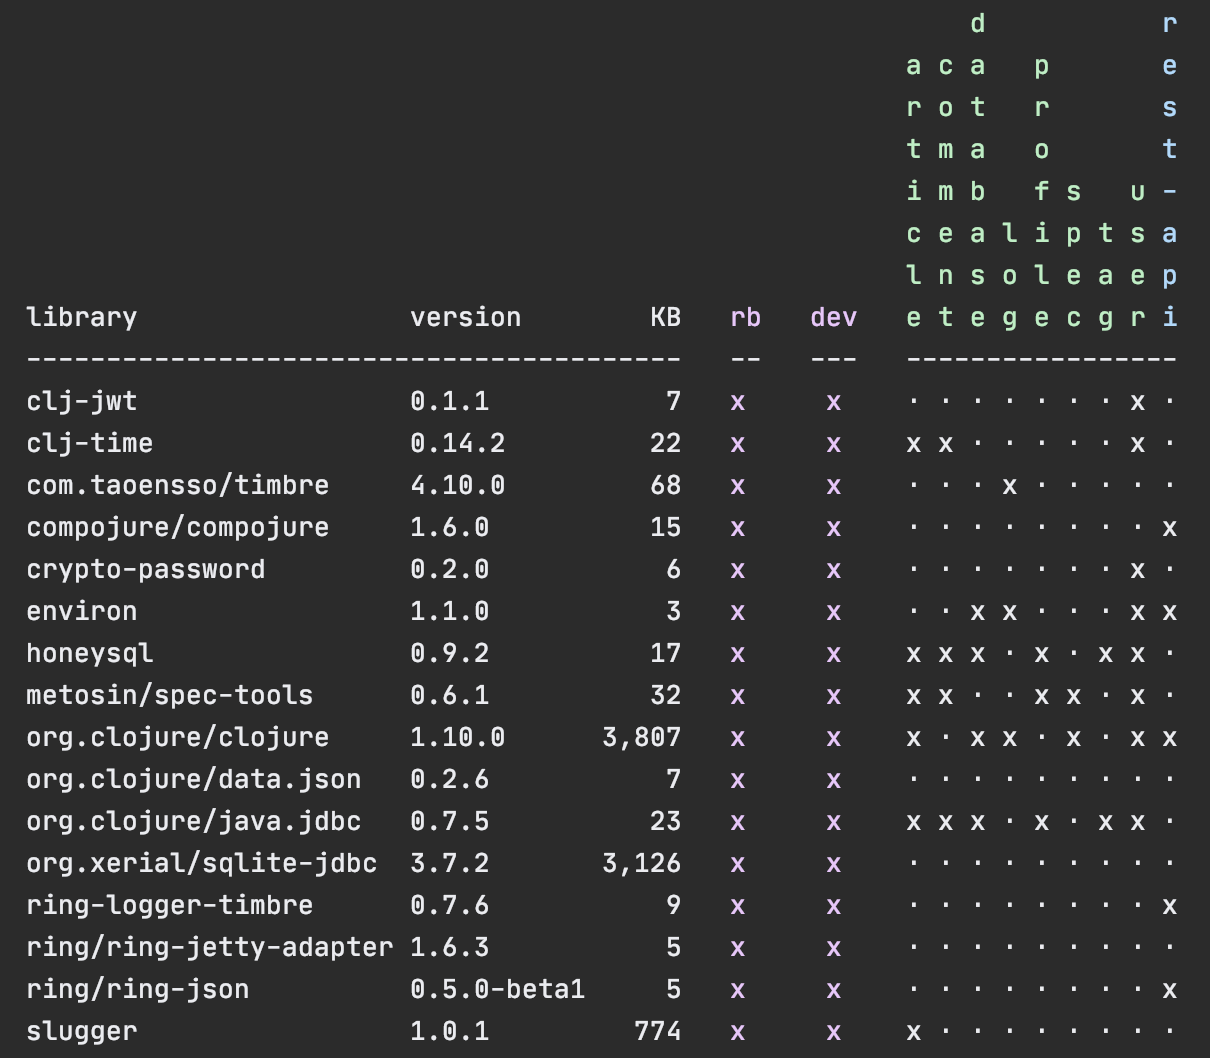 library version KB rb dev article comment database log profile spec tag user rest-api
----------------------------------------- -- --- -----------------
clj-jwt 0.1.1 7 x x · · · · · · · x ·
clj-time 0.14.2 22 x x x x · · · · · x ·
com.taoensso/timbre 4.10.0 68 x x · · · x · · · · ·
compojure/compojure 1.6.0 15 x x · · · · · · · · x
crypto-password 0.2.0 6 x x · · · · · · · x ·
environ 1.1.0 3 x x · · x x · · · x x
honeysql 0.9.2 17 x x x x x · x · x x ·
metosin/spec-tools 0.6.1 32 x x x x · · x x · x ·
org.clojure/clojure 1.10.0 3,807 x x x · x x · x · x x
org.clojure/data.json 0.2.6 7 x x · · · · · · · · ·
org.clojure/java.jdbc 0.7.5 23 x x x x x · x · x x ·
org.xerial/sqlite-jdbc 3.7.2 3,126 x x · · · · · · · · ·
ring-logger-timbre 0.7.6 9 x x · · · · · · · · x
ring/ring-jetty-adapter 1.6.3 5 x x · · · · · · · · ·
ring/ring-json 0.5.0-beta1 5 x x · · · · · · · · x
slugger 1.0.1 774 x x x · · · · · · · ·